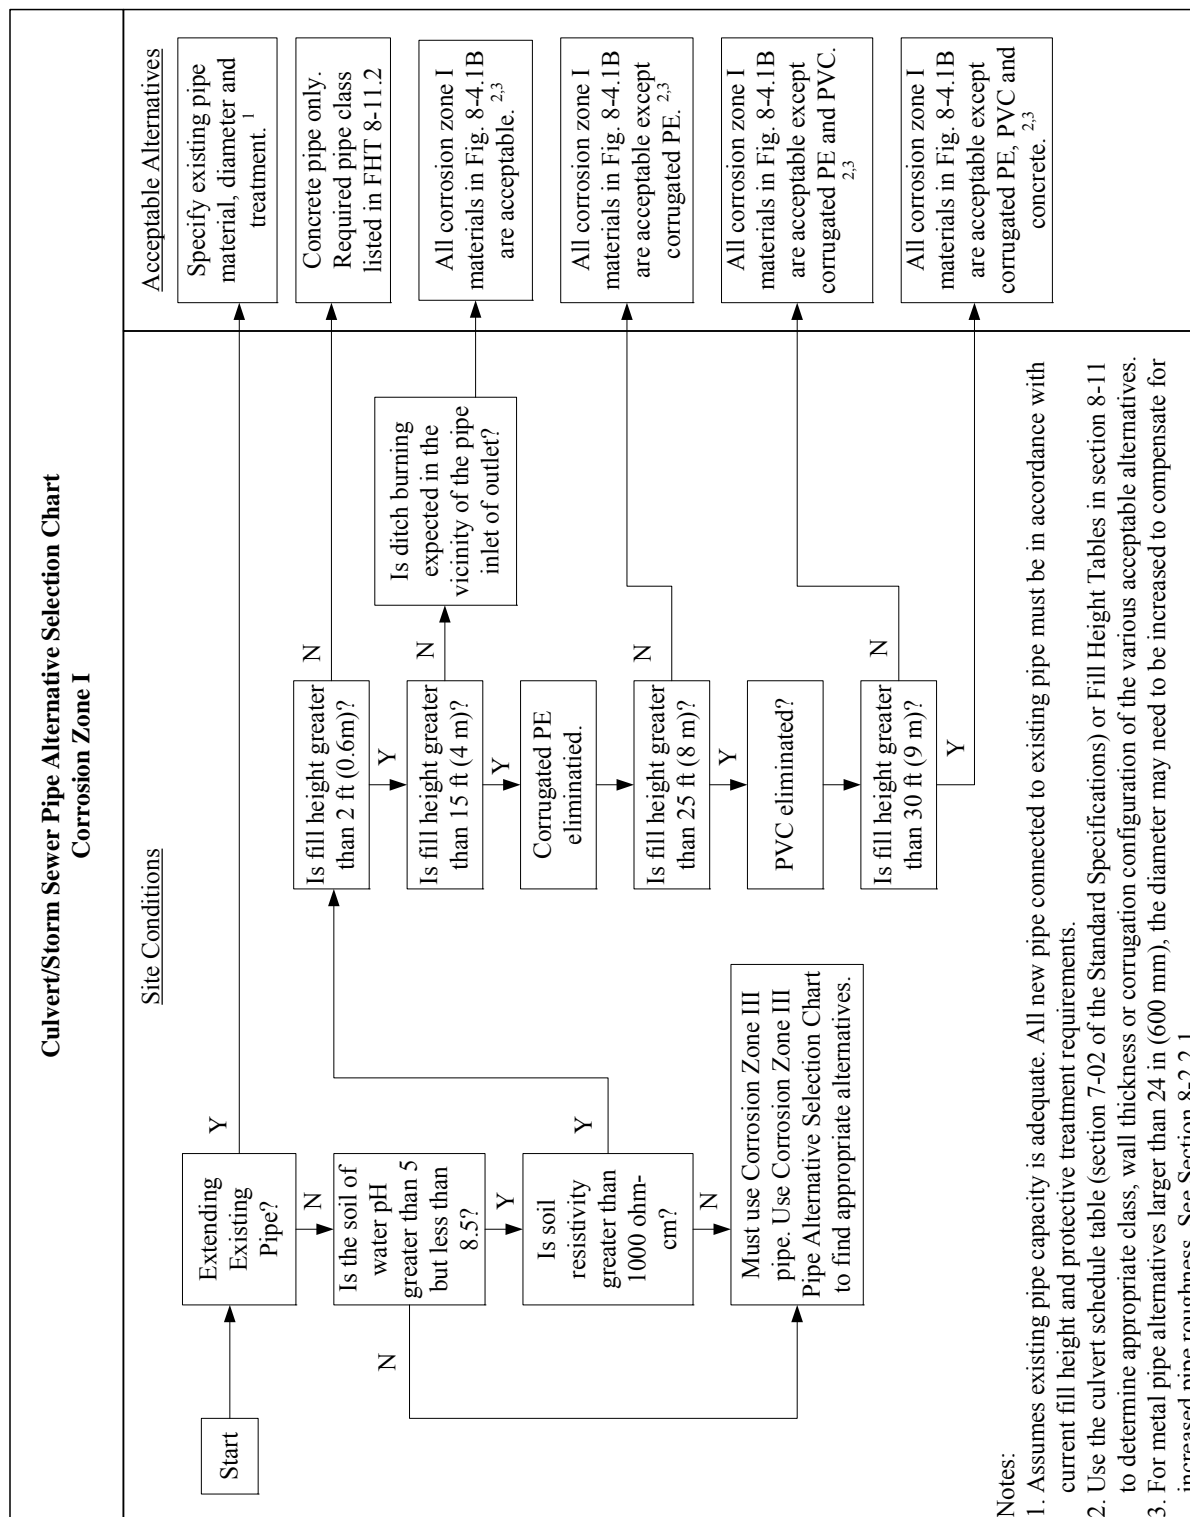 Culvert/Storm Sewer Pipe Alternative Selection Chart
Corrosion Zone I
Site Conditions
Acceptable Alternatives
Start
Extending
Existing
Pipe?
Y
N
Specify existing pipe
material, diameter and
treatment. 1
Is the soil of
water pH
greater than 5
but less than
8.5?
N
Y
Is soil
resistivity
greater than
1000 ohm-
cm?
Y
N
Must use Corrosion Zone III
pipe. Use Corrosion Zone III
Pipe Alternative Selection Chart
to find appropriate alternatives.
Is fill height greater
than 2 ft (0.6m)?
N
Y
Concrete pipe only.
Required pipe class
listed in FHT 8-11.2
Is fill height greater
than 15 ft (4 m)?
N
Y
Is ditch burning
expected in the
vicinity of the pipe
inlet of outlet?
All corrosion zone I
materials in Fig. 8-4.1B
are acceptable. 2,3
Corrugated PE
eliminatied.
Is fill height greater
than 25 ft (8 m)?
N
Y
All corrosion zone I
materials in Fig. 8-4.1B
are acceptable except
corrugated PE. 2,3
PVC eliminated?
Is fill height greater
than 30 ft (9 m)?
N
Y
All corrosion zone I
materials in Fig. 8-4.1B
are acceptable except
corrugated PE and PVC.
2,3
All corrosion zone I
materials in Fig. 8-4.1B
are acceptable except
corrugated PE, PVC and
concrete. 2,3
Notes:
1. Assumes existing pipe capacity is adequate. All new pipe connected to existing pipe must be in accordance with
current fill height and protective treatment requirements.
2. Use the culvert schedule table (section 7-02 of the Standard Specifications) or Fill Height Tables in section 8-11
to determine appropriate class, wall thickness or corrugation configuration of the various acceptable alternatives.
3. For metal pipe alternatives larger than 24 in (600 mm), the diameter may need to be increased to compensate for
increased pipe roughness. See Section 8-2.2.1